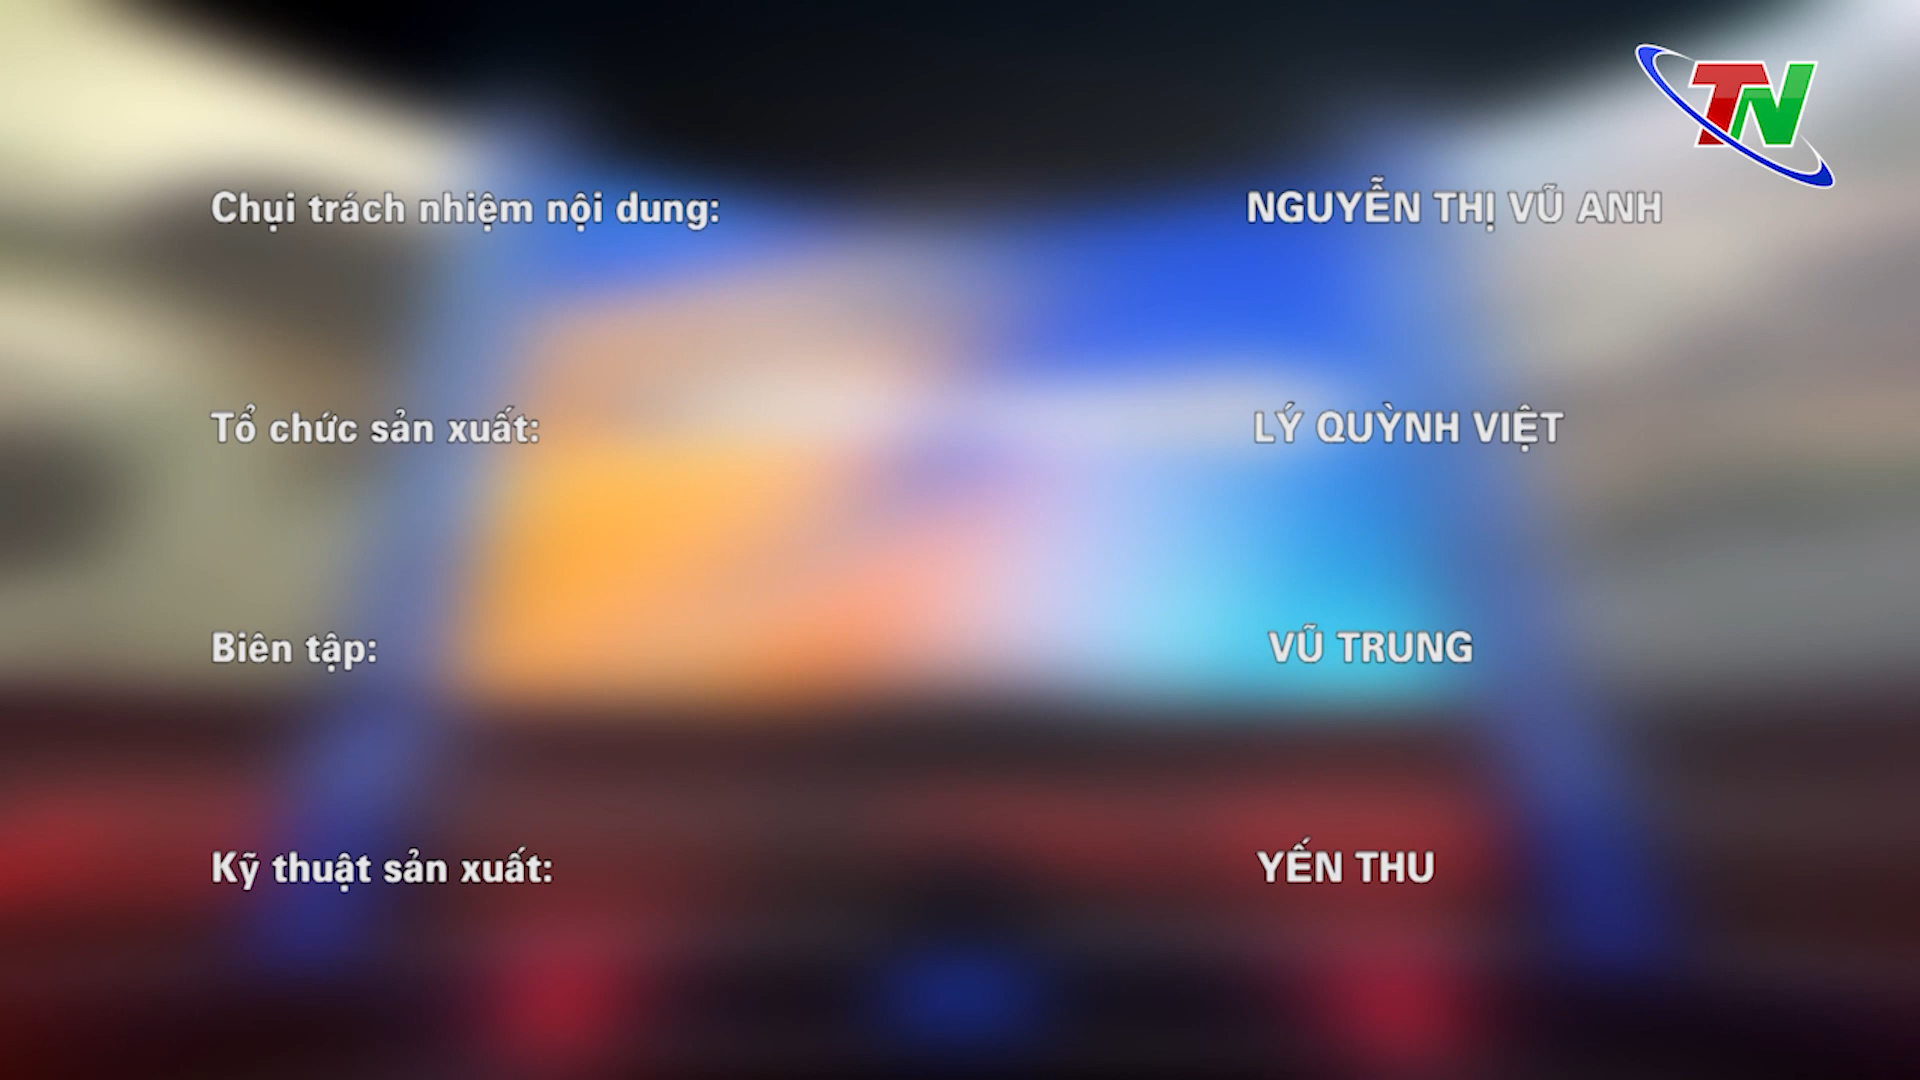 TN
Chụi trách nhiệm nội dung: NGUYỄN THỊ VŨ ANH
Tổ chức sản xuất: LÝ QUỲNH VIỆT
Biên tập: VŨ TRUNG
Kỹ thuật sản xuất: YẾN THU